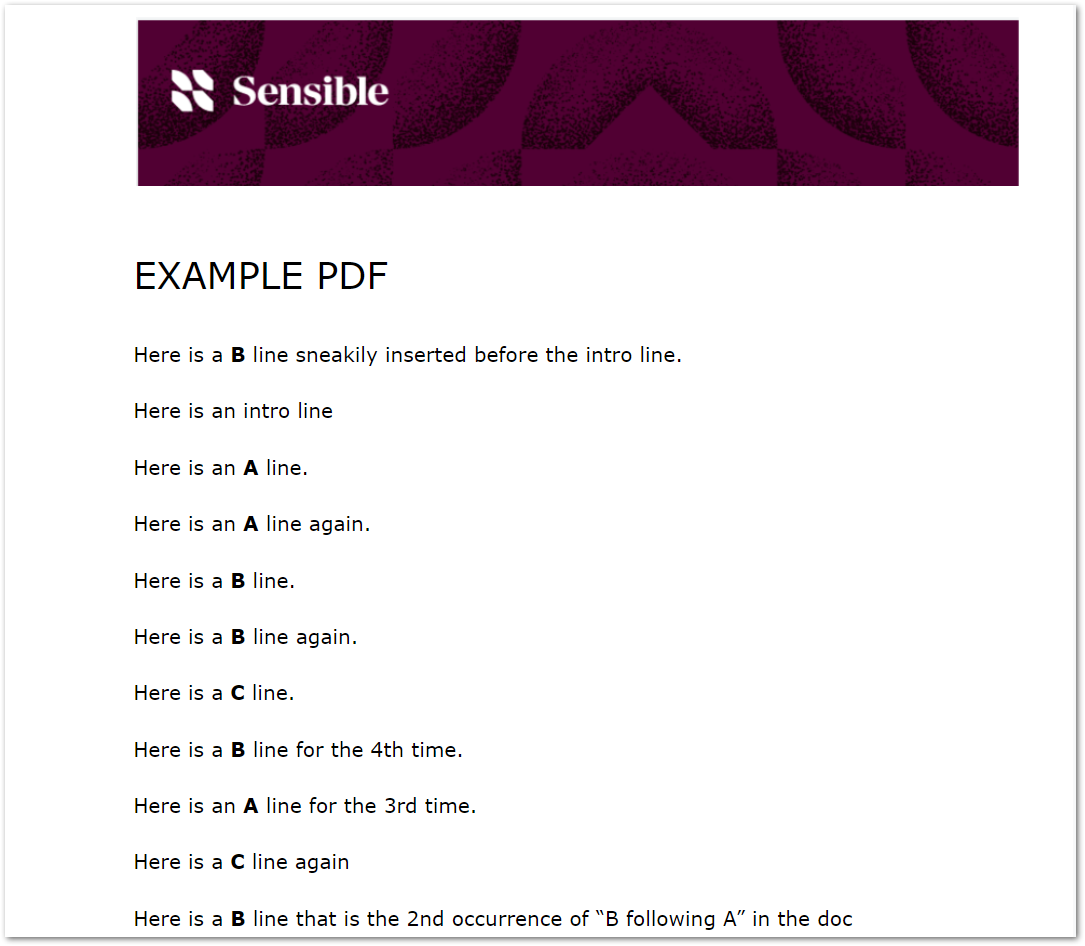 Sensible
EXAMPLE PDF
Here is a B line sneakily inserted before the intro line.
Here is an intro line
Here is an A line.
Here is an A line again.
Here is a B line.
Here is a B line again.
Here is a C line.
Here is a B line for the 4th time.
Here is an A line for the 3rd time.
Here is a C line again
Here is a B line that is the 2nd occurrence of “B following A” in the doc